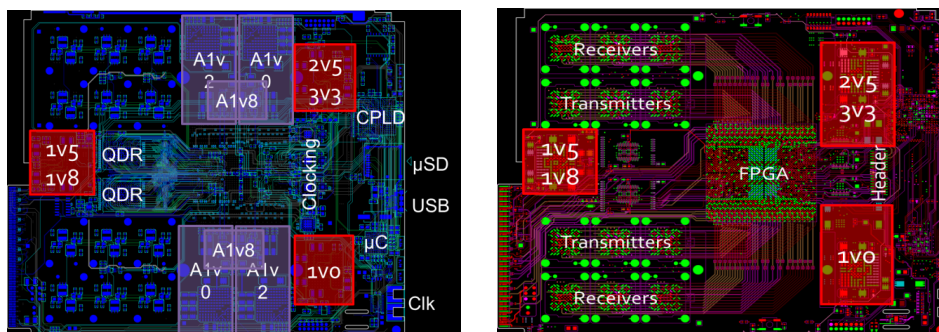 A1v
2
A1v
0
A1v8
2V5
3V3
CPLD
1V5
1V8
QDR
QDR
Clocking
µSD
USB
µC
A1v8
A1v
0
A1v
2
1V0
Clk
Receivers
Transmitters
2V5
3V3
1V5
1V8
FPGA
Header
Transmitters
Receivers
1V0